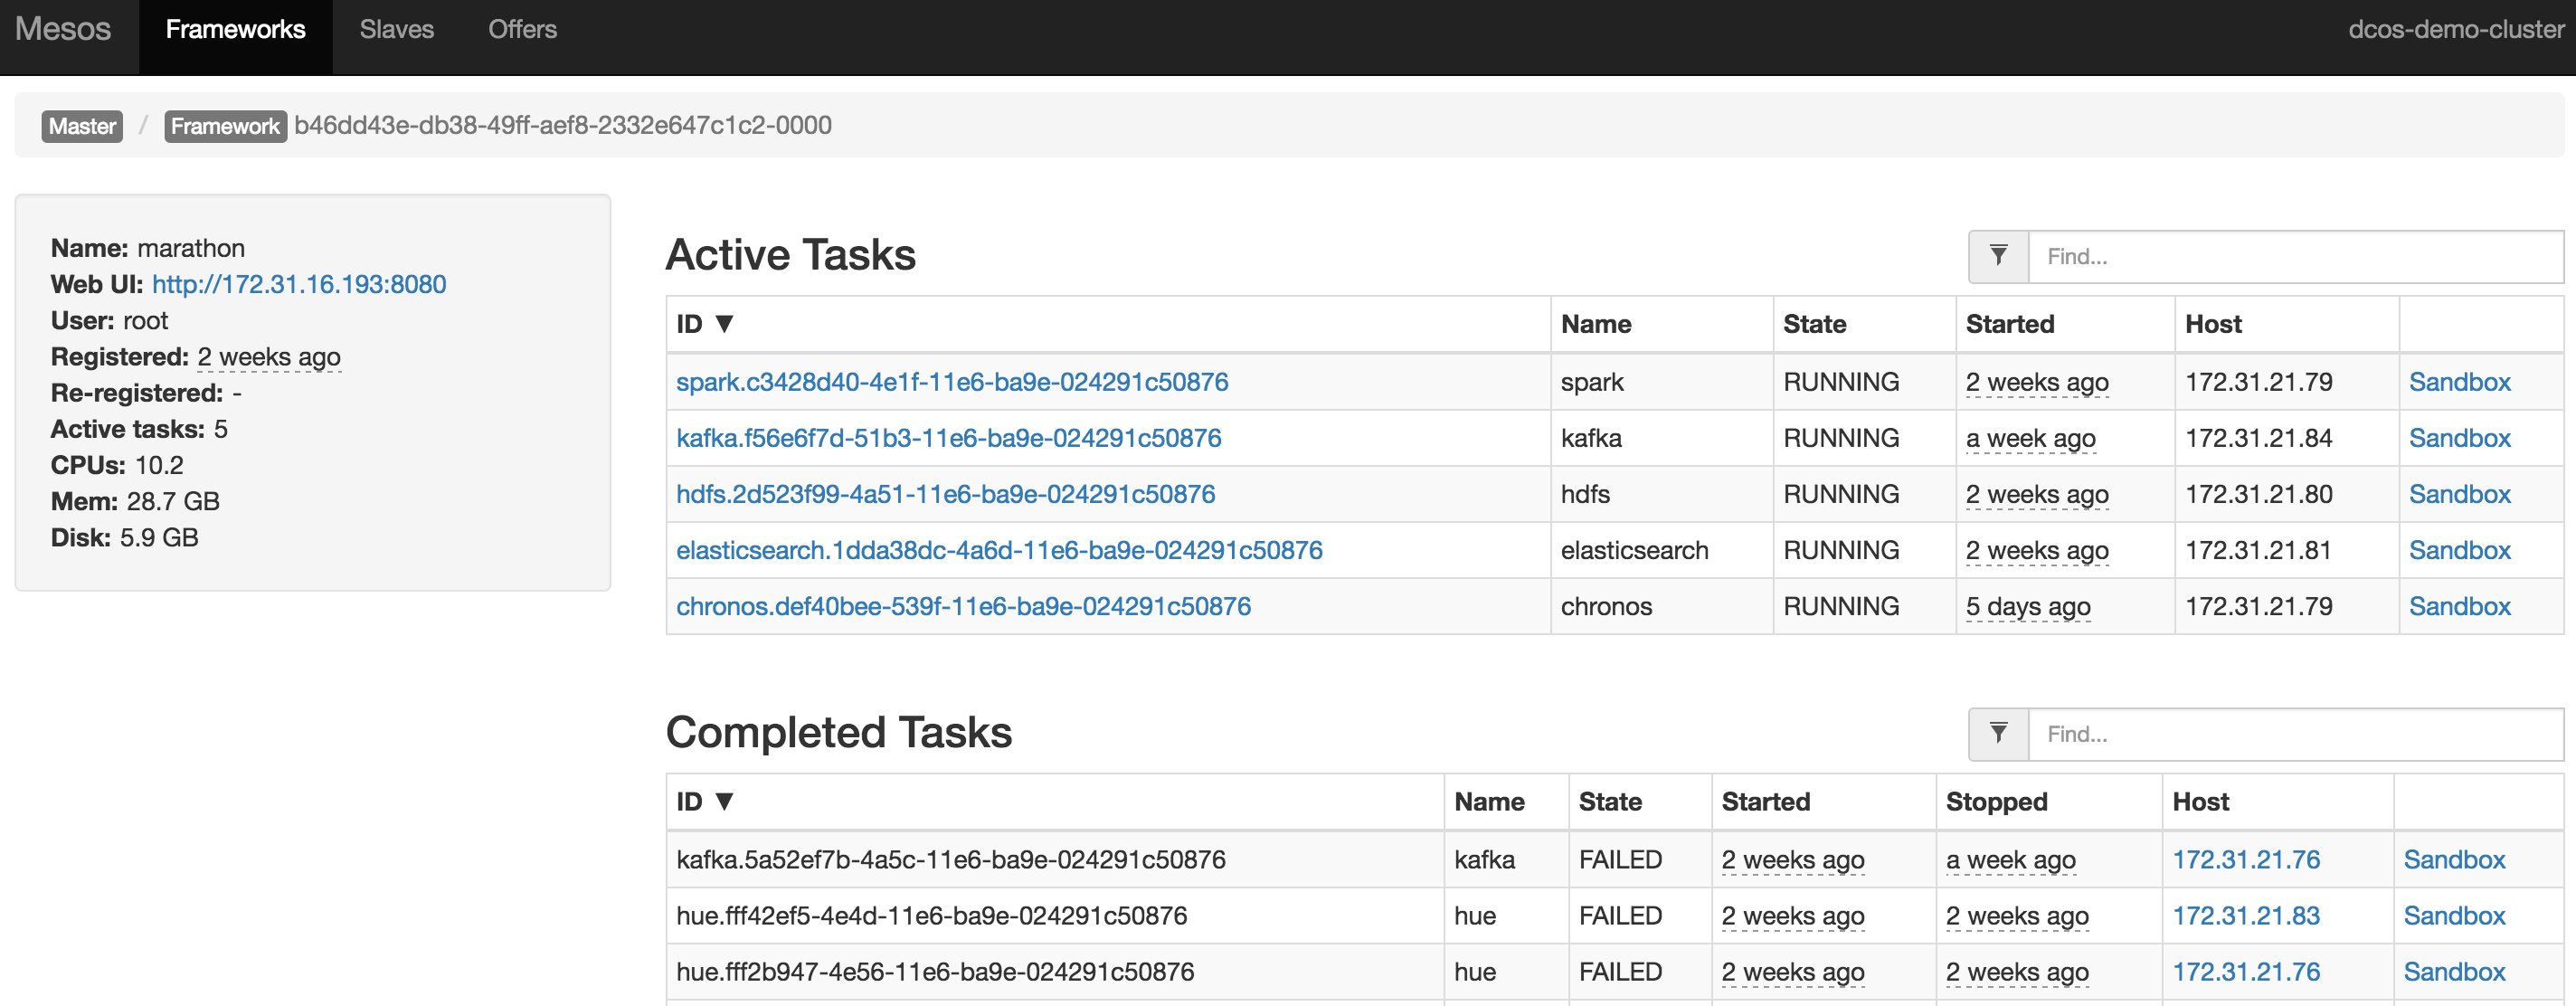 Mesos Frameworks Slaves Offers dcos-demo-cluster
Master / Framework b46dd43e-db38-49ff-aef8-2332e647c1c2-0000
Name: marathon
Web UI: http://172.31.16.193:8080
User: root
Registered: 2 weeks ago
Re-registered: -
Active tasks: 5
CPUs: 10.2
Mem: 28.7 GB
Disk: 5.9 GB
Active Tasks Find...
ID ▼ Name State Started Host
spark.c3428d40-4e1f-11e6-ba9e-024291c50876 spark RUNNING 2 weeks ago 172.31.21.79 Sandbox
kafka.f56e6f7d-51b3-11e6-ba9e-024291c50876 kafka RUNNING a week ago 172.31.21.84 Sandbox
hdfs.2d523f99-4a51-11e6-ba9e-024291c50876 hdfs RUNNING 2 weeks ago 172.31.21.80 Sandbox
elasticsearch.1dda38dc-4a6d-11e6-ba9e-024291c50876 elasticsearch RUNNING 2 weeks ago 172.31.21.81 Sandbox
chronos.def40bee-539f-11e6-ba9e-024291c50876 chronos RUNNING 5 days ago 172.31.21.79 Sandbox
Completed Tasks Find...
ID ▼ Name State Started Stopped Host
kafka.5a52ef7b-4a5c-11e6-ba9e-024291c50876 kafka FAILED 2 weeks ago a week ago 172.31.21.76 Sandbox
hue.fff42ef5-4e4d-11e6-ba9e-024291c50876 hue FAILED 2 weeks ago 2 weeks ago 172.31.21.83 Sandbox
hue.fff2b947-4e56-11e6-ba9e-024291c50876 hue FAILED 2 weeks ago 2 weeks ago 172.31.21.76 Sandbox